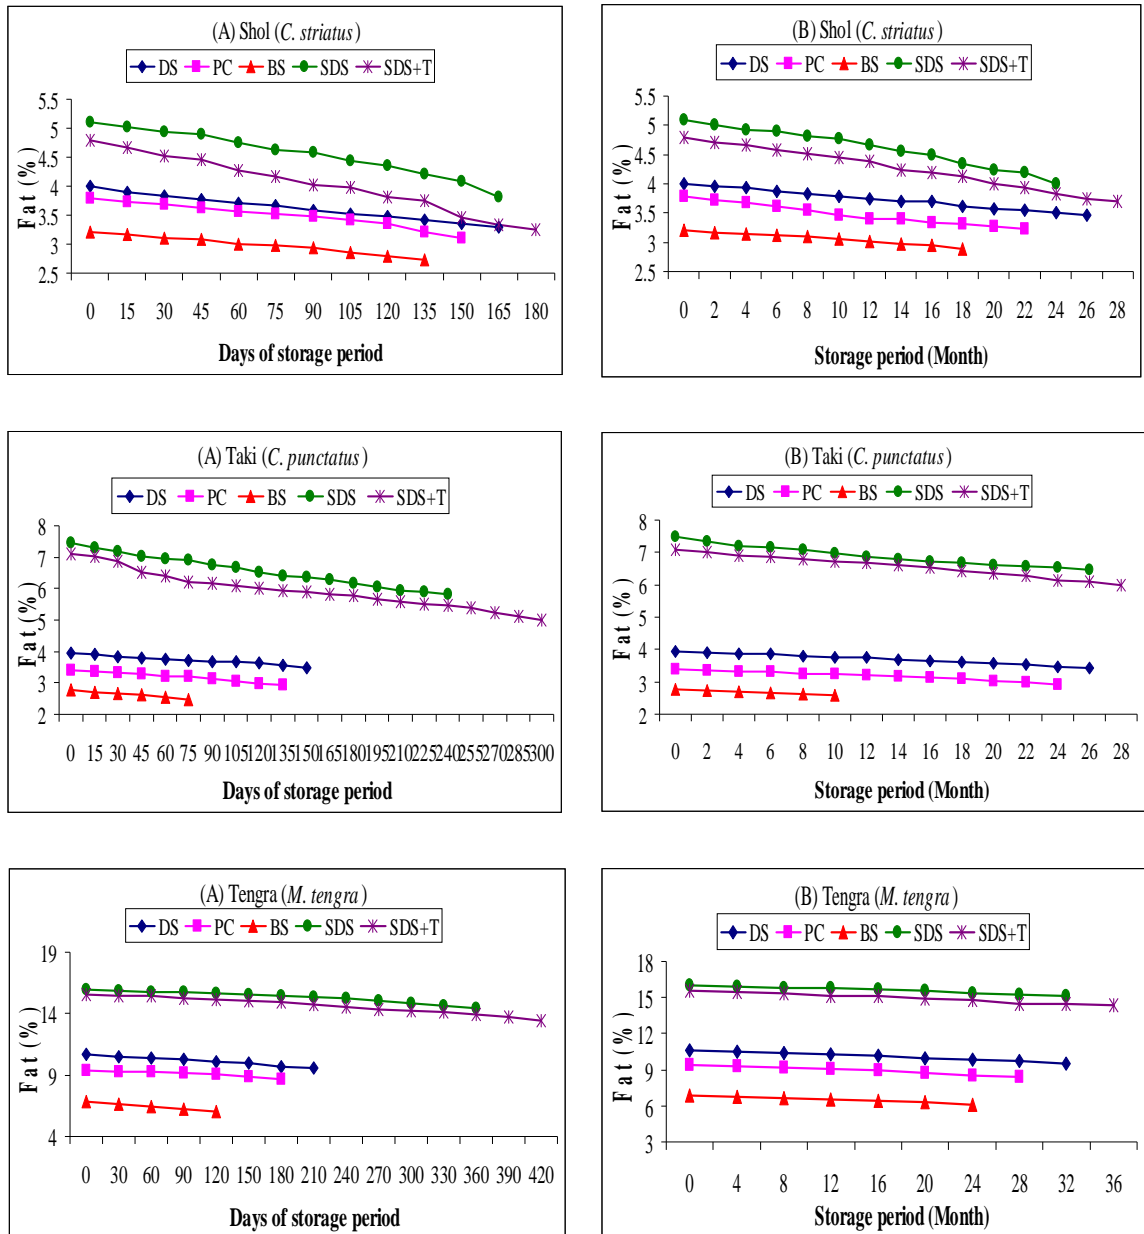 (A) Shol (C. striatus)
DS PC BS SDS SDS+T
Fat (%)
5.5
5
4.5
4
3.5
3
2.5
0 15 30 45 60 75 90 105 120 135 150 165 180
Days of storage period
(B) Shol (C. striatus)
DS PC BS SDS SDS+T
Fat (%)
5.5
5
4.5
4
3.5
3
2.5
0 2 4 6 8 10 12 14 16 18 20 22 24 26 28
Storage period (Month)
(A) Taki (C. punctatus)
DS PC BS SDS SDS+T
Fat (%)
8
7
6
5
4
3
2
0 15 30 45 60 75 90 105 120 135 150 165 180 195 210 225 240 255 270 285 300
Days of storage period
(B) Taki (C. punctatus)
DS PC BS SDS SDS+T
Fat (%)
8
7
6
5
4
3
2
0 2 4 6 8 10 12 14 16 18 20 22 24 26 28
Storage period (Month)
(A) Tengra (M. tengra)
DS PC BS SDS SDS+T
Fat (%)
19
14
9
4
0 30 60 90 120 150 180 210 240 270 300 330 360 390 420
Days of storage period
(B) Tengra (M. tengra)
DS PC BS SDS SDS+T
Fat (%)
18
15
12
9
6
3
0 4 8 12 16 20 24 28 32 36
Storage period (Month)